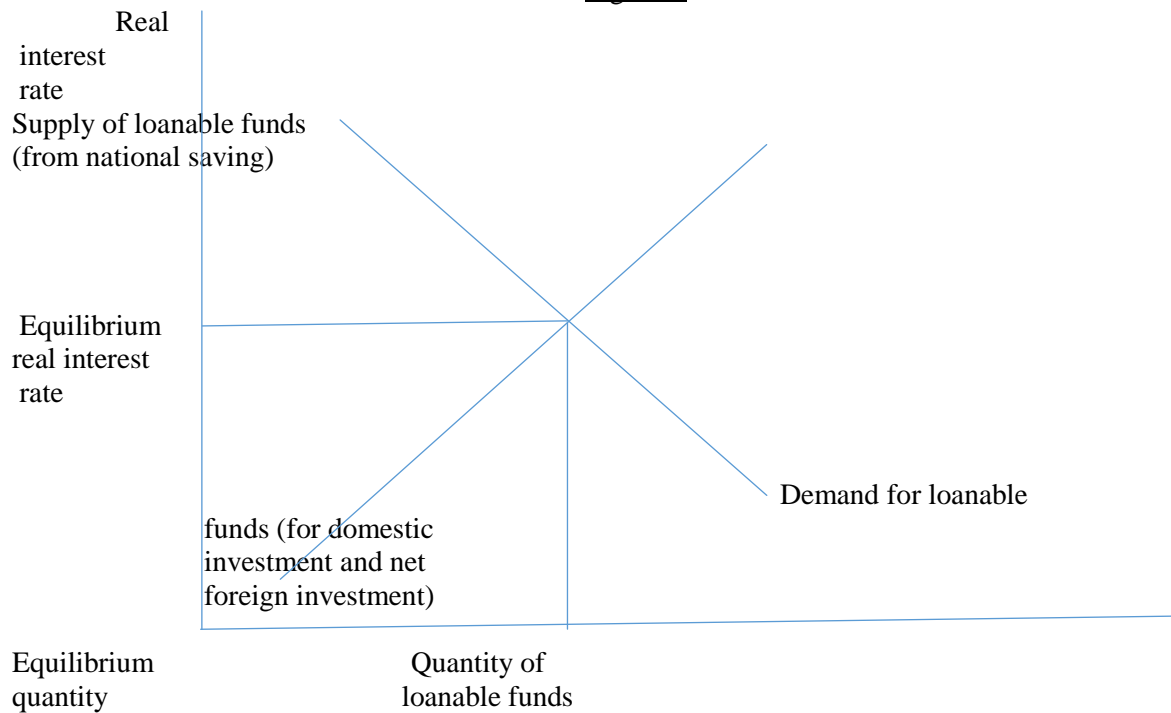 Real
interest
rate
Supply of loanable funds
(from national saving)
Equilibrium
real interest
rate
Demand for loanable
funds (for domestic
investment and net
foreign investment)
Equilibrium
quantity
Quantity of
loanable funds